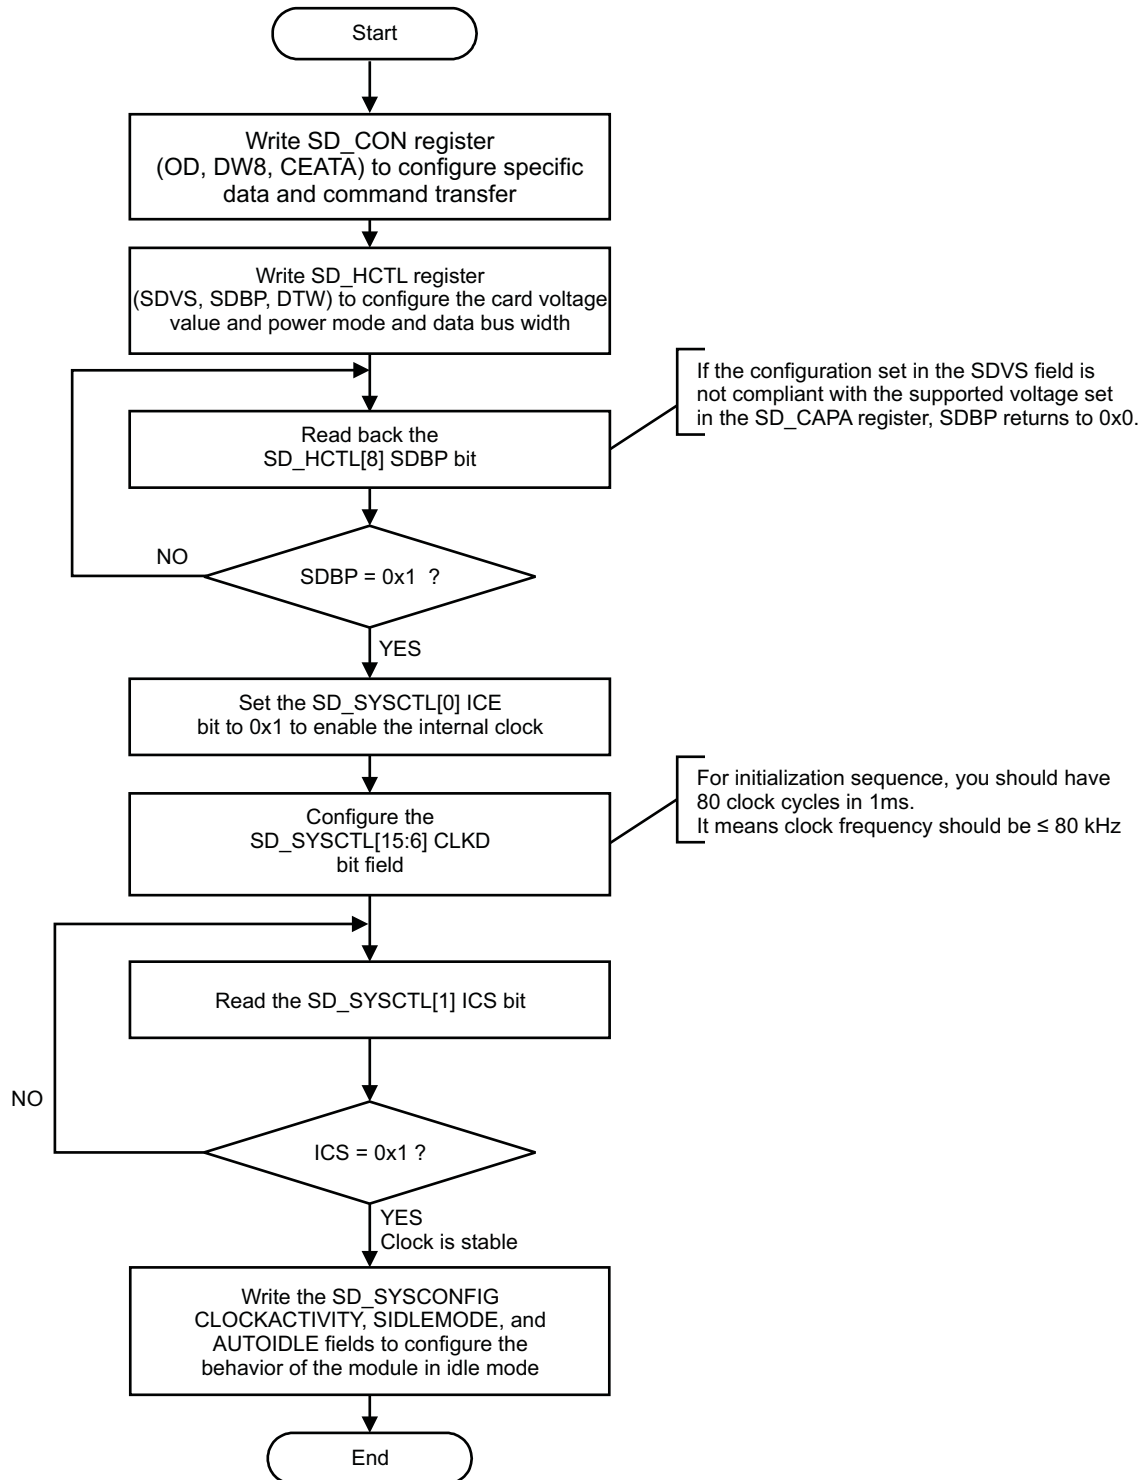 Start
Write SD_CON register
(OD, DW8, CEATA) to configure specific
data and command transfer
Write SD_HCTL register
(SDVS, SDBP, DTW) to configure the card voltage
value and power mode and data bus width
If the configuration set in the SDVS field is
not compliant with the supported voltage set
in the SD_CAPA register, SDBP returns to 0x0.
Read back the
SD_HCTL[8] SDBP bit
NO
SDBP = 0x1 ?
YES
Set the SD_SYSCTL[0] ICE
bit to 0x1 to enable the internal clock
For initialization sequence, you should have
80 clock cycles in 1ms.
It means clock frequency should be ≤ 80 kHz
Configure the
SD_SYSCTL[15:6] CLKD
bit field
Read the SD_SYSCTL[1] ICS bit
NO
ICS = 0x1 ?
YES
Clock is stable
Write the SD_SYSCONFIG
CLOCKACTIVITY, SIDLEMODE, and
AUTOIDLE fields to configure the
behavior of the module in idle mode
End